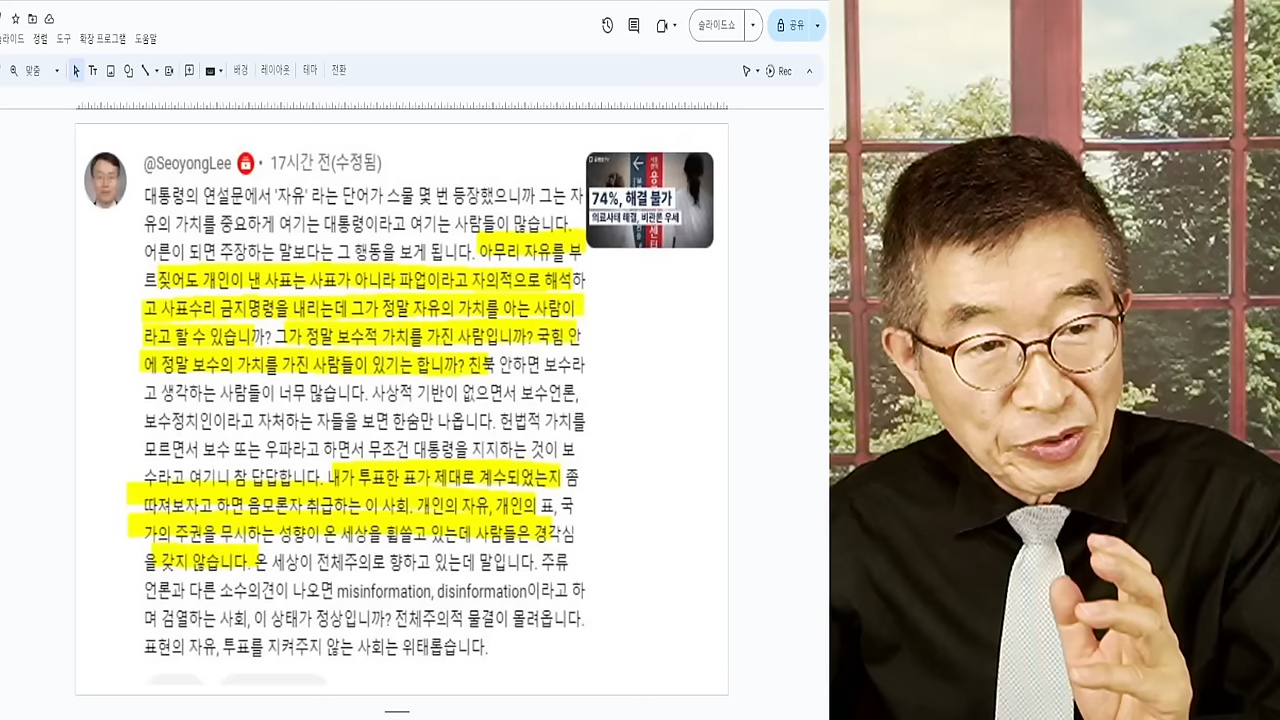 슬라이드쇼
공유
라이드 정렬 도구 확장 프로그램 도움말
맞춤
Tт
배경 레이아웃 테마 전환
Rec
@SeoyongLee · 17시간 전(수정됨)
대통령의 연설문에서 '자유' 라는 단어가 스물 몇 번 등장했으니까 그는 자
유의 가치를 중요하게 여기는 대통령이라고 여기는 사람들이 많습니다.
어른이 되면 주장하는 말보다는 그 행동을 보게 됩니다. 아무리 자유를 부
르짖어도 개인이 낸 사표는 사표가 아니라 파업이라고 자의적으로 해석하
고 사표수리 금지명령을 내리는데 그가 정말 자유의 가치를 아는 사람이
라고 할 수 있습니까? 그가 정말 보수적 가치를 가진 사람입니까? 국힘 안
에 정말 보수의 가치를 가진 사람들이 있기는 합니까? 친북 안하면 보수라
고 생각하는 사람들이 너무 많습니다. 사상적 기반이 없으면서 보수언론,
보수정치인이라고 자처하는 자들을 보면 한숨만 나옵니다. 헌법적 가치를
모르면서 보수 또는 우파라고 하면서 무조건 대통령을 지지하는 것이 보
수라고 여기니 참 답답합니다. 내가 투표한 표가 제대로 계수되었는지 좀
따져보자고 하면 음모론자 취급하는 이 사회. 개인의 자유, 개인의 표, 국
가의 주권을 무시하는 성향이 온 세상을 휩쓸고 있는데 사람들은 경각심
을 갖지 않습니다. 온 세상이 전체주의로 향하고 있는데 말입니다. 주류
언론과 다른 소수의견이 나오면 misinformation, disinformation이라고 하
며 검열하는 사회, 이 상태가 정상입니까? 전체주의적 물결이 몰려옵니다.
표현의 자유, 투표를 지켜주지 않는 사회는 위태롭습니다.
74%, 해결 불가
의료사태 해결, 비관론 우세